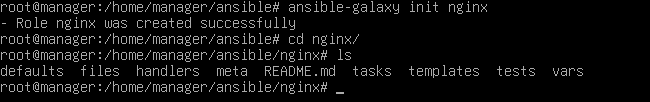 root@manager:/home/manager/ansible# ansible-galaxy init nginx
- Role nginx was created successfully
root@manager:/home/manager/ansible# cd nginx/
root@manager:/home/manager/ansible/nginx# ls
defaults  files  handlers  meta  README.md  tasks  templates  tests  vars
root@manager:/home/manager/ansible/nginx# _